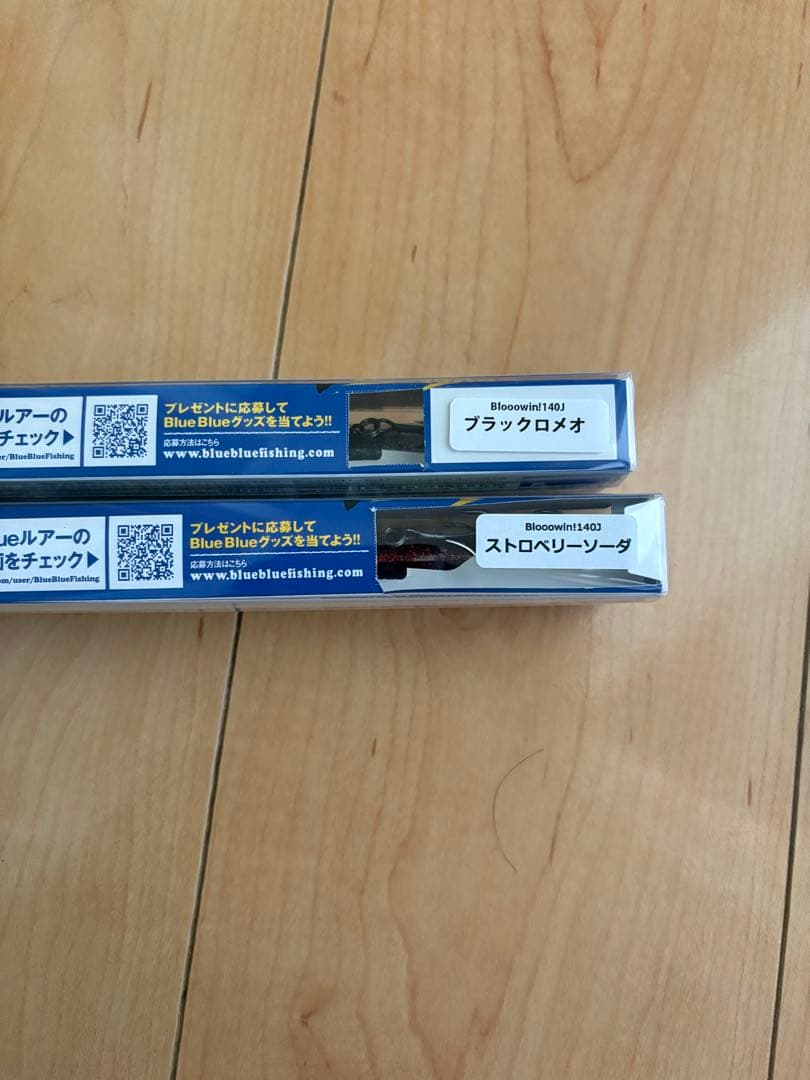 ルアーの
チェック▶
er/BlueBlueFishing
プレゼントに応募して
Blue Blueグッズを当てよう!!
応募方法はこちら
www.bluebluefishing.com
Blooowin!140J
ブラックロメオ
ueルアーの
画をチェック▶
om/user/BlueBlueFishing
プレゼントに応募して
Blue Blueグッズを当てよう!!
応募方法はこちら
www.bluebluefishing.com
Blooowin!140J
ストロベリーソーダ